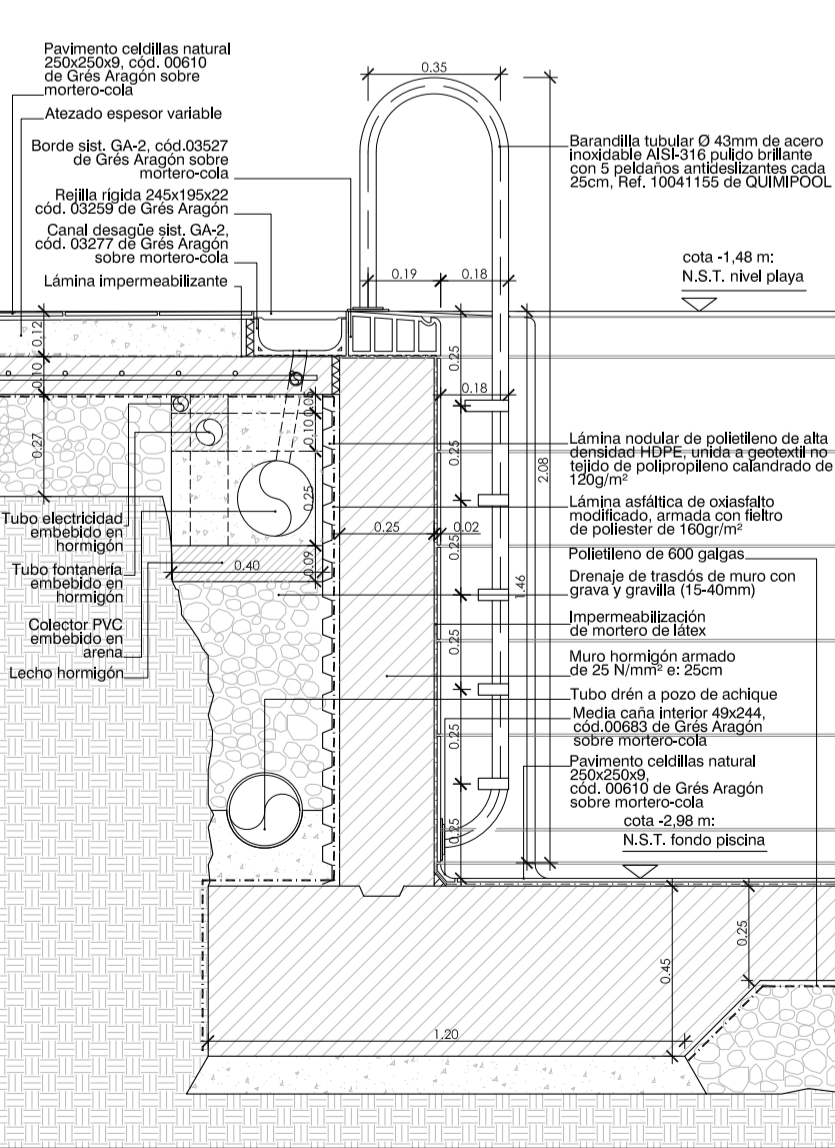 Pavimento celdillas natural
250x250x9, cód. 00610
de Grés Aragón sobre
mortero-cola
Atezado espesor variable
Borde sist. GA-2, cód.03527
de Grés Aragón sobre
mortero-cola
Rejilla rígida 245x195x22
cód. 03259 de Grés Aragón
Canal desagüe sist. GA-2,
cód. 03277 de Grés Aragón
sobre mortero-cola
Lámina impermeabilizante
0.35
Barandilla tubular Ø 43mm de acero
inoxidable AISI-316 pulido brillante
con 5 peldaños antideslizantes cada
25cm, Ref. 10041155 de QUIMIPOOL
cota -1,48 m:
N.S.T. nivel playa
0.19
0.18
0.12
0.10
0.27
0.05
0.10
0.25
0.09
0.40
0.25
0.02
0.18
0.25
0.25
0.25
0.25
0.25
0.25
2.08
1.46
Lámina nodular de polietileno de alta
densidad HDPE, unida a geotextil no
tejido de polipropileno calandrado de
120g/m²
Lámina asfáltica de oxiasfalto
modificado, armada con fieltro
de poliester de 160gr/m²
Polietileno de 600 galgas
Drenaje de trasdós de muro con
grava y gravilla (15-40mm)
Impermeabilización
de mortero de látex
Muro hormigón armado
de 25 N/mm² e: 25cm
Tubo drén a pozo de achique
Media caña interior 49x244,
cód.00683 de Grés Aragón
sobre mortero-cola
Pavimento celdillas natural
250x250x9,
cód. 00610 de Grés Aragón
sobre mortero-cola
cota -2,98 m:
N.S.T. fondo piscina
Tubo electricidad
embebido en
hormigón
Tubo fontanería
embebido en
hormigón
Colector PVC
embebido en
arena
Lecho hormigón
0.45
0.25
1.20